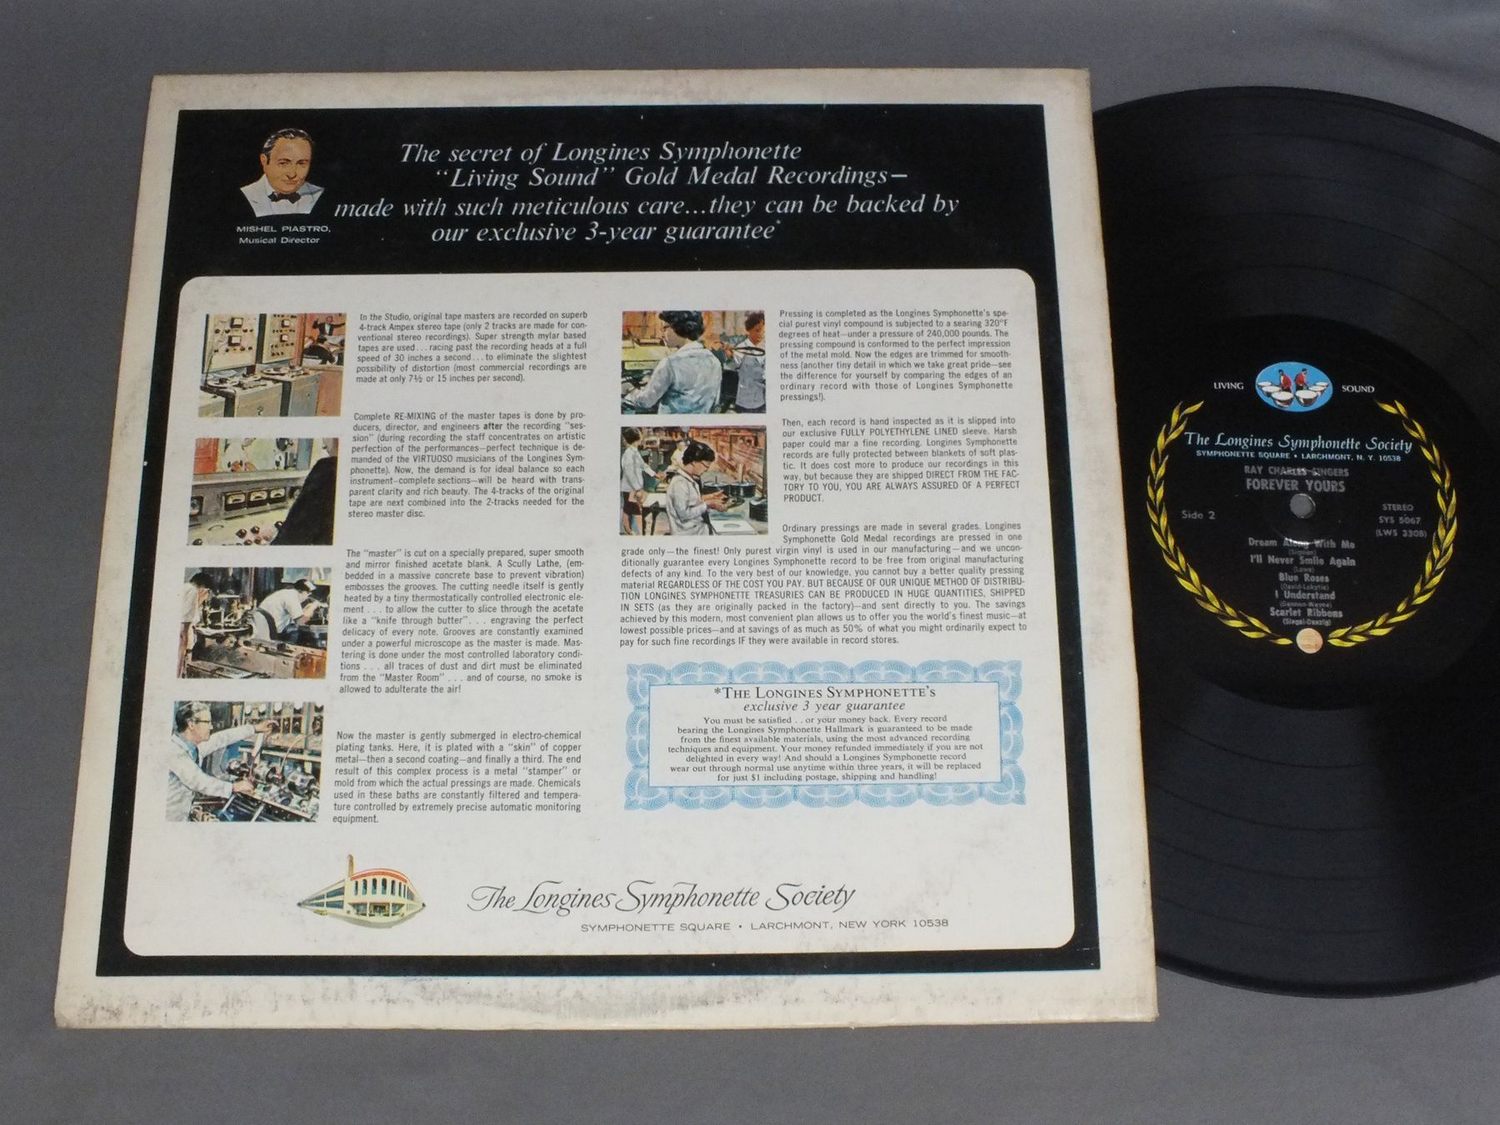 The secret of Longines Symphonette
"Living Sound" Gold Medal Recordings—
made with such meticulous care...they can be backed by
our exclusive 3-year guarantee*
MISHEL PIASTRO,
Musical Director
In the Studio, original tape masters are recorded on superb
4-track Ampex stereo tape (only 2 tracks are made for con-
ventional stereo recordings). Super strength mylar based
tapes are used . . . racing past the recording heads at a full
speed of 30 inches a second . . . to eliminate the slightest
possibility of distortion (most commercial recordings are
made at only 7½ or 15 inches per second).
Complete RE-MIXING of the master tapes is done by pro-
ducers, director, and engineers after the recording "ses-
sion" (during recording the staff concentrates on artistic
perfection of the performances—perfect technique is de-
manded of the VIRTUOSO musicians of the Longines Sym-
phonette). Now, the demand is for ideal balance so each
instrument—complete sections—will be heard with trans-
parent clarity and rich beauty. The 4-tracks of the original
tape are next combined into the 2-tracks needed for the
stereo master disc.
The "master" is cut on a specially prepared, super smooth
and mirror finished acetate blank. A Scully Lathe, (em-
bedded in a massive concrete base to prevent vibration)
embosses the grooves. The cutting needle itself is gently
heated by a tiny thermostatically controlled electronic ele-
ment . . . to allow the cutter to slice through the acetate
like a "knife through butter". . . engraving the perfect
delicacy of every note. Grooves are constantly examined
under a powerful microscope as the master is made. Mas-
tering is done under the most controlled laboratory condi-
tions . . . all traces of dust and dirt must be eliminated
from the "Master Room" . . . and of course, no smoke is
allowed to adulterate the air!
Now the master is gently submerged in electro-chemical
plating tanks. Here, it is plated with a "skin" of copper
metal—then a second coating—and finally a third. The end
result of this complex process is a metal "stamper" or
mold from which the actual pressings are made. Chemicals
used in these baths are constantly filtered and tempera-
ture controlled by extremely precise automatic monitoring
equipment.
Pressing is completed as the Longines Symphonette's spe-
cial purest vinyl compound is subjected to a searing 320°F
degrees of heat—under a pressure of 240,000 pounds. The
pressing compound is conformed to the perfect impression
of the metal mold. Now the edges are trimmed for smooth-
ness (another tiny detail in which we take great pride—see
the difference for yourself by comparing the edges of an
ordinary record with those of Longines Symphonette
pressings!).
Then, each record is hand inspected as it is slipped into
our exclusive FULLY POLYETHYLENE LINED sleeve. Harsh
paper could mar a fine recording. Longines Symphonette
records are fully protected between blankets of soft plas-
tic. It does cost more to produce our recordings in this
way, but because they are shipped DIRECT FROM THE FAC-
TORY TO YOU, YOU ARE ALWAYS ASSURED OF A PERFECT
PRODUCT.
Ordinary pressings are made in several grades. Longines
Symphonette Gold Medal recordings are pressed in one
grade only—the finest! Only purest virgin vinyl is used in our manufacturing—and we uncon-
ditionally guarantee every Longines Symphonette record to be free from original manufacturing
defects of any kind. To the very best of our knowledge, you cannot buy a better quality pressing
material REGARDLESS OF THE COST YOU PAY. BUT BECAUSE OF OUR UNIQUE METHOD OF DISTRIBU-
TION LONGINES SYMPHONETTE TREASURIES CAN BE PRODUCED IN HUGE QUANTITIES, SHIPPED
IN SETS (as they are originally packed in the factory)—and sent directly to you. The savings
achieved by this modern, most convenient plan allows us to offer you the world's finest music—at
lowest possible prices—and at savings of as much as 50% of what you might ordinarily expect to
pay for such fine recordings IF they were available in record stores.
*THE LONGINES SYMPHONETTE'S
exclusive 3 year guarantee
You must be satisfied . . or your money back. Every record
bearing the Longines Symphonette Hallmark is guaranteed to be made
from the finest available materials, using the most advanced recording
techniques and equipment. Your money refunded immediately if you are not
delighted in every way! And should a Longines Symphonette record
wear out through normal use anytime within three years, it will be replaced
for just $1 including postage, shipping and handling!
The Longines Symphonette Society
SYMPHONETTE SQUARE • LARCHMONT, NEW YORK 10538
LIVING SOUND
The Longines Symphonette Society
SYMPHONETTE SQUARE • LARCHMONT, N. Y. 10538
RAY CHARLES SINGERS
FOREVER YOURS
Side 2
STEREO
SYS 5067
(LWS 330B)
Dream Along With Me
(Sigman)
I'll Never Smile Again
(Lowe)
Blue Roses
I Understand
(Gannon-Wayne)
Scarlet Ribbons
(Segal-Danzig)